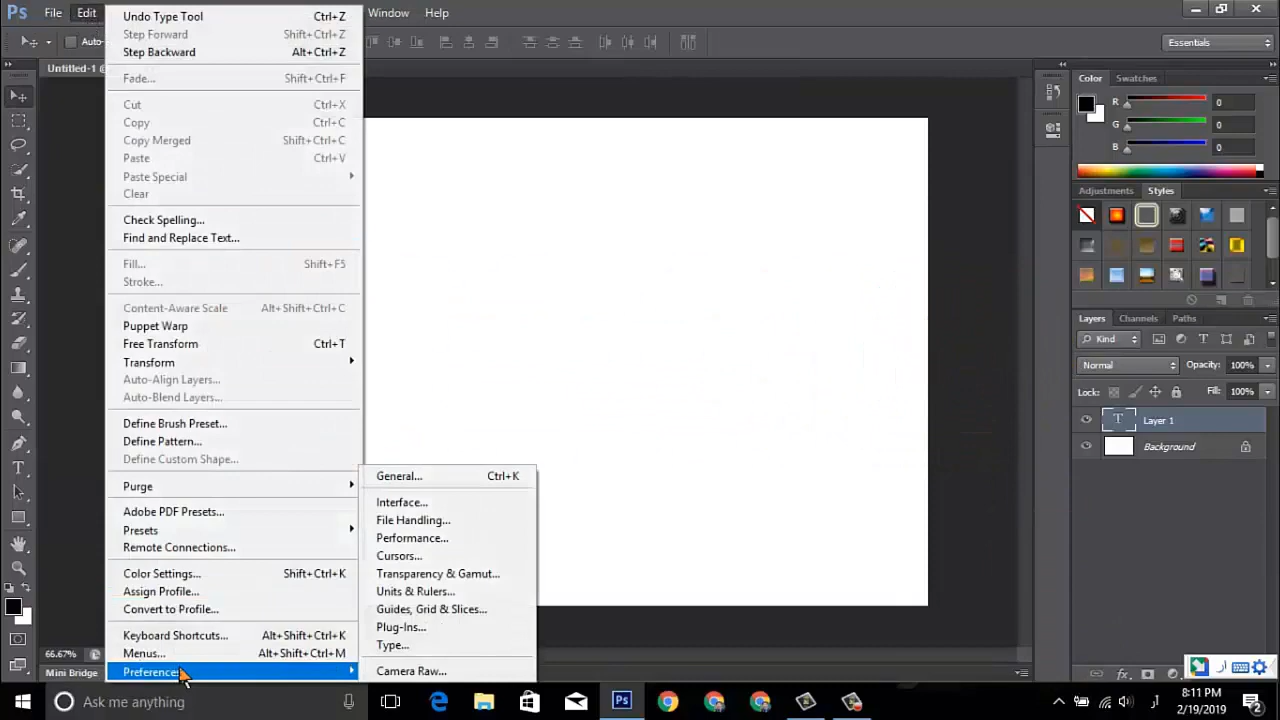 Ps File Edit Window Help
Undo Type Tool Ctrl+Z
Step Forward Shift+Ctrl+Z
Step Backward Alt+Ctrl+Z
Fade... Shift+Ctrl+F
Cut Ctrl+X
Copy Ctrl+C
Copy Merged Shift+Ctrl+C
Paste Ctrl+V
Paste Special
Clear
Check Spelling...
Find and Replace Text...
Fill... Shift+F5
Stroke...
Content-Aware Scale Alt+Shift+Ctrl+C
Puppet Warp
Free Transform Ctrl+T
Transform
Auto-Align Layers...
Auto-Blend Layers...
Define Brush Preset...
Define Pattern...
Define Custom Shape...
Purge
Adobe PDF Presets...
Presets
Remote Connections...
Color Settings... Shift+Ctrl+K
Assign Profile...
Convert to Profile...
Keyboard Shortcuts... Alt+Shift+Ctrl+K
Menus... Alt+Shift+Ctrl+M
Preferences
General... Ctrl+K
Interface...
File Handling...
Performance...
Cursors...
Transparency & Gamut...
Units & Rulers...
Guides, Grid & Slices...
Plug-Ins...
Type...
Camera Raw...
Auto-
Essentials
Untitled-1 @
Color Swatches
R 0
G 0
B 0
Adjustments Styles
Layers Channels Paths
Kind
Normal Opacity: 100%
Lock: Fill: 100%
T Layer 1
Background
fx
66.67%
Mini Bridge
اُر
Ask me anything
Ps
8:11 PM
2/19/2019
2